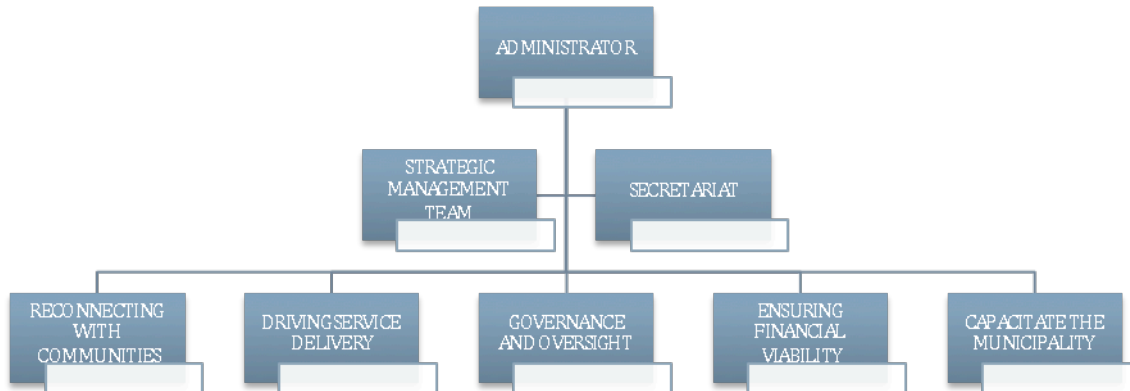 ADMINISTRATOR
STRATEGIC
MANAGEMENT
TEAM
SECRETARIAT
RECONNECTING
WITH
COMMUNITIES
DRIVING SERVICE
DELIVERY
GOVERNANCE
AND OVERSIGHT
ENSURING
FINANCIAL
VIABILITY
CAPACITATE THE
MUNICIPALITY